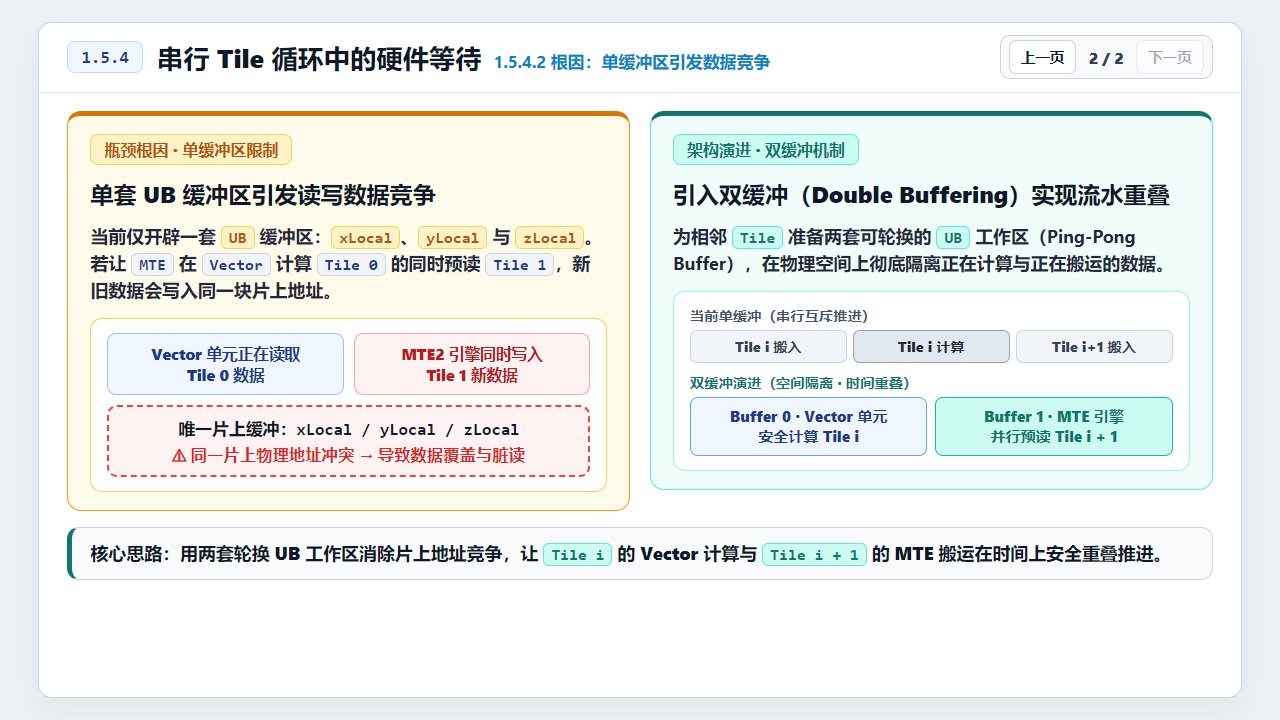 1.5.4 串行 Tile 循环中的硬件等待 1.5.4.2 根因：单缓冲区引发数据竞争
上一页 2 / 2 下一页
瓶颈根因 · 单缓冲区限制
单套 UB 缓冲区引发读写数据竞争
当前仅开辟一套 UB 缓冲区：xLocal、yLocal 与 zLocal。
若让 MTE 在 Vector 计算 Tile 0 的同时预读 Tile 1，新
旧数据会写入同一块片上地址。
Vector 单元正在读取
Tile 0 数据
MTE2 引擎同时写入
Tile 1 新数据
唯一片上缓冲：xLocal / yLocal / zLocal
⚠ 同一片上物理地址冲突 → 导致数据覆盖与脏读
架构演进 · 双缓冲机制
引入双缓冲（Double Buffering）实现流水重叠
为相邻 Tile 准备两套可轮换的 UB 工作区（Ping-Pong
Buffer），在物理空间上彻底隔离正在计算与正在搬运的数据。
当前单缓冲（串行互斥推进）
Tile i 搬入 Tile i 计算 Tile i+1 搬入
双缓冲演进（空间隔离 · 时间重叠）
Buffer 0 · Vector 单元
安全计算 Tile i
Buffer 1 · MTE 引擎
并行预读 Tile i + 1
核心思路：用两套轮换 UB 工作区消除片上地址竞争，让 Tile i 的 Vector 计算与 Tile i + 1 的 MTE 搬运在时间上安全重叠推进。